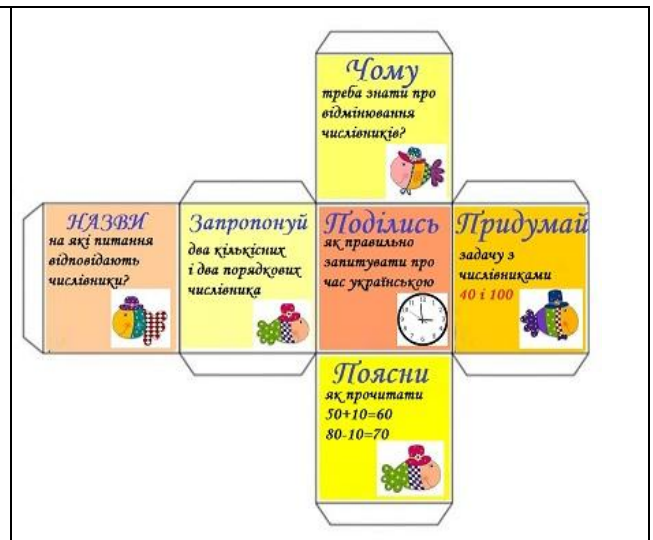 Чому
треба знати про
відмінювання
числівників?
НАЗВИ
на які питання
відповідають
числівники?
Запропонуй
два кількісних
і два порядкових
числівника
Поділись
як правильно
запитувати про
час українською
Придумай
задачу з
числівниками
40 і 100
Поясни
як прочитати
50+10=60
80-10=70